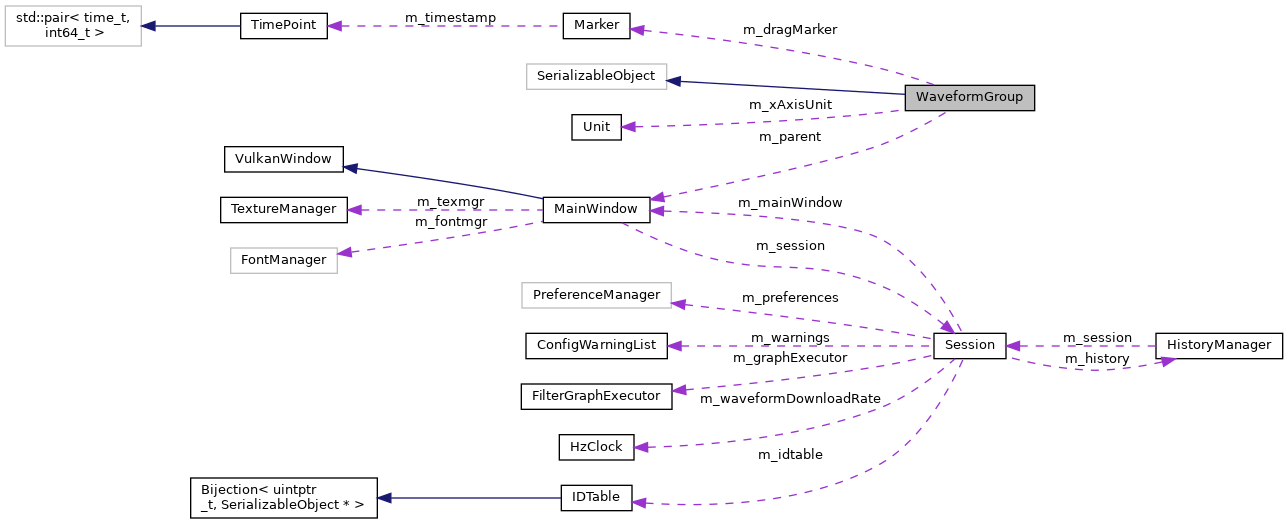 std::pair< time_t,
int64_t >
TimePoint
m_timestamp
Marker
m_dragMarker
SerializableObject
WaveformGroup
m_xAxisUnit
Unit
m_parent
VulkanWindow
TextureManager
m_texmgr
MainWindow
m_mainWindow
m_fontmgr
FontManager
m_session
PreferenceManager
m_preferences
ConfigWarningList
m_warnings
Session
m_session
HistoryManager
m_graphExecutor
m_history
FilterGraphExecutor
m_waveformDownloadRate
HzClock
m_idtable
Bijection< uintptr
_t, SerializableObject * >
IDTable